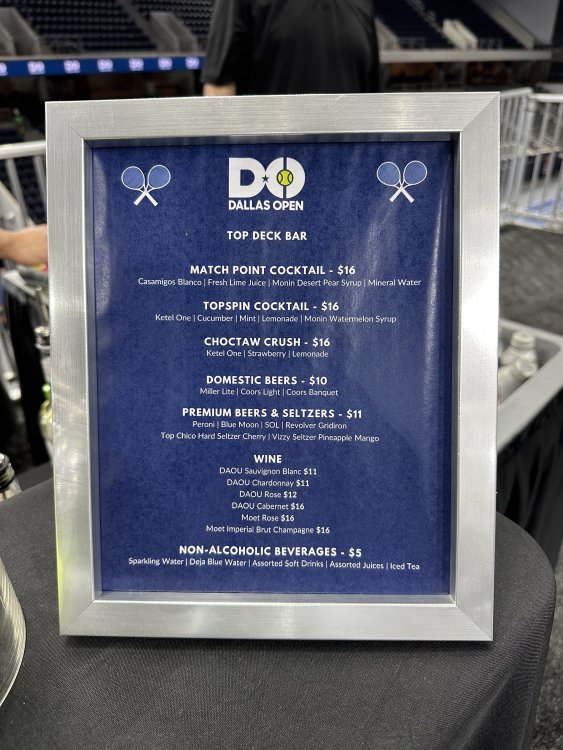 DO
DALLAS OPEN
TOP DECK BAR
MATCH POINT COCKTAIL - $16
Casamigos Blanco | Fresh Lime Juice | Monin Desert Pear Syrup | Mineral Water
TOPSPIN COCKTAIL - $16
Ketel One | Cucumber | Mint | Lemonade | Monin Watermelon Syrup
CHOCTAW CRUSH - $16
Ketel One | Strawberry | Lemonade
DOMESTIC BEERS - $10
Miller Lite | Coors Light | Coors Banquet
PREMIUM BEERS & SELTZERS - $11
Peroni | Blue Moon | SOL | Revolver Gridiron
Top Chico Hard Seltzer Cherry | Vizzy Seltzer Pineapple Mango
WINE
DAOU Sauvignon Blanc $11
DAOU Chardonnay $11
DAOU Rose $12
DAOU Cabernet $16
Moet Rose $16
Moet Imperial Brut Champagne $16
NON-ALCOHOLIC BEVERAGES - $5
Sparkling Water | Deja Blue Water | Assorted Soft Drinks | Assorted Juices | Iced Tea